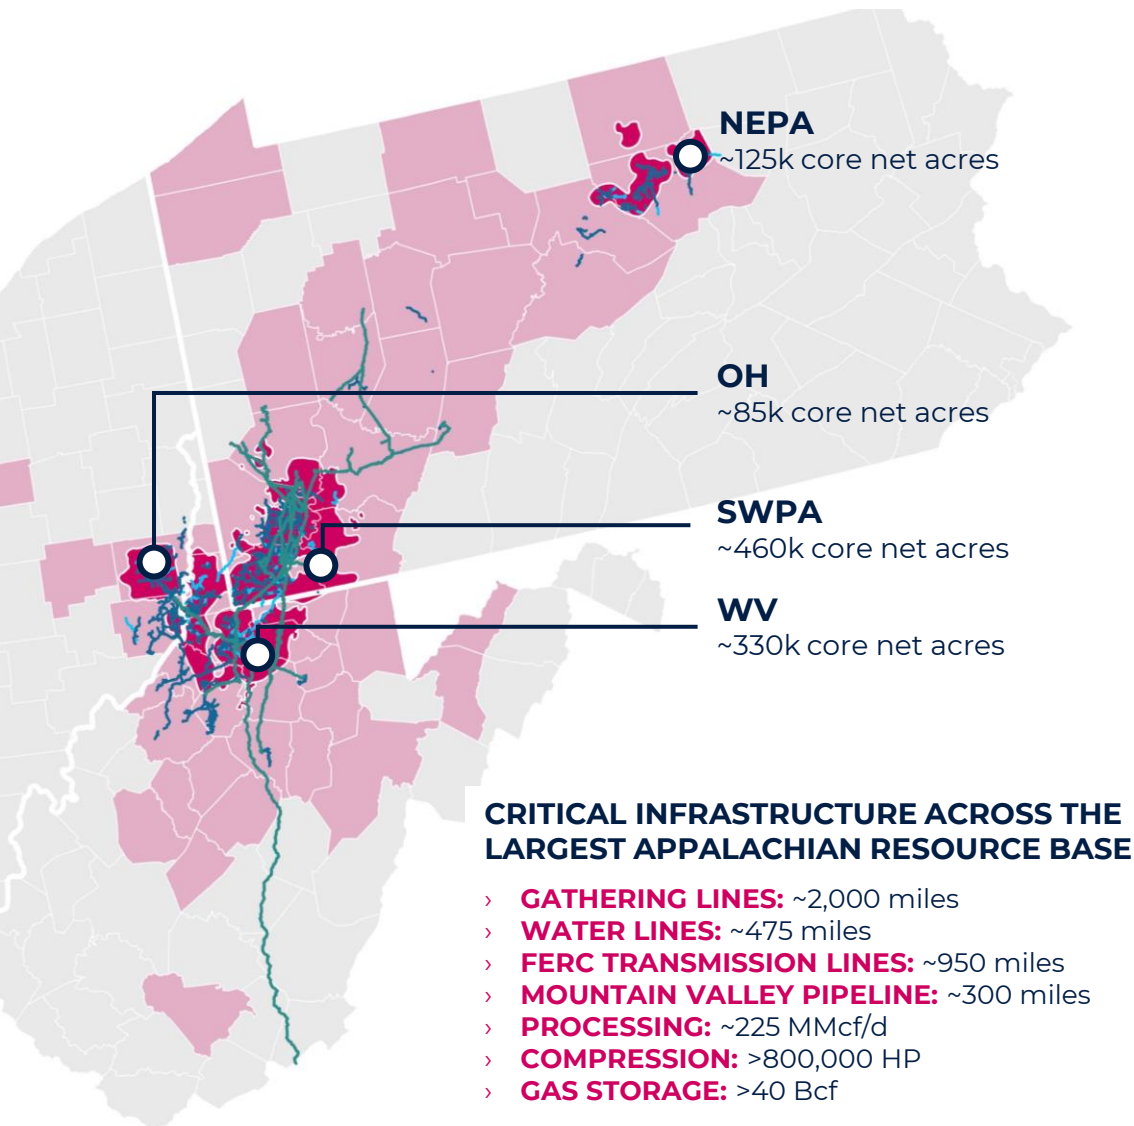 NEPA
~125k core net acres
OH
~85k core net acres
SWPA
~460k core net acres
WV
~330k core net acres
CRITICAL INFRASTRUCTURE ACROSS THE
LARGEST APPALACHIAN RESOURCE BASE
› GATHERING LINES: ~2,000 miles
› WATER LINES: ~475 miles
› FERC TRANSMISSION LINES: ~950 miles
› MOUNTAIN VALLEY PIPELINE: ~300 miles
› PROCESSING: ~225 MMcf/d
› COMPRESSION: >800,000 HP
› GAS STORAGE: >40 Bcf